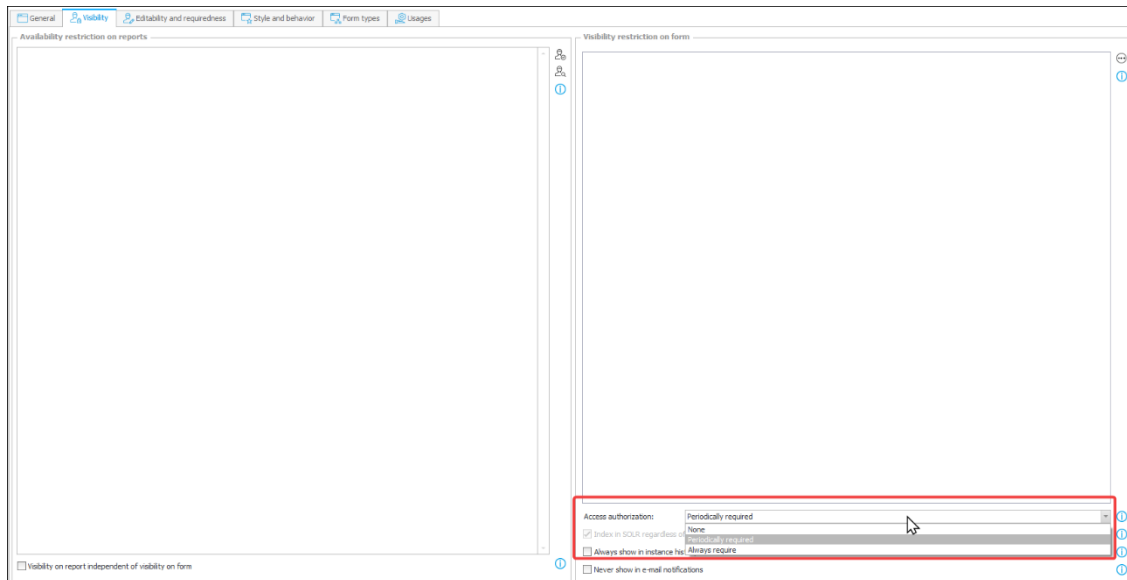 General Visibility Editability and requiredness Style and behavior Form types Usages
Availability restriction on reports
Visibility on report independent of visibility on form
Visibility restriction on form
Access authorization: Periodically required
None
Index in SOLR regardless of
Periodically required
Always show in instance his
Always require
Never show in e-mail notifications